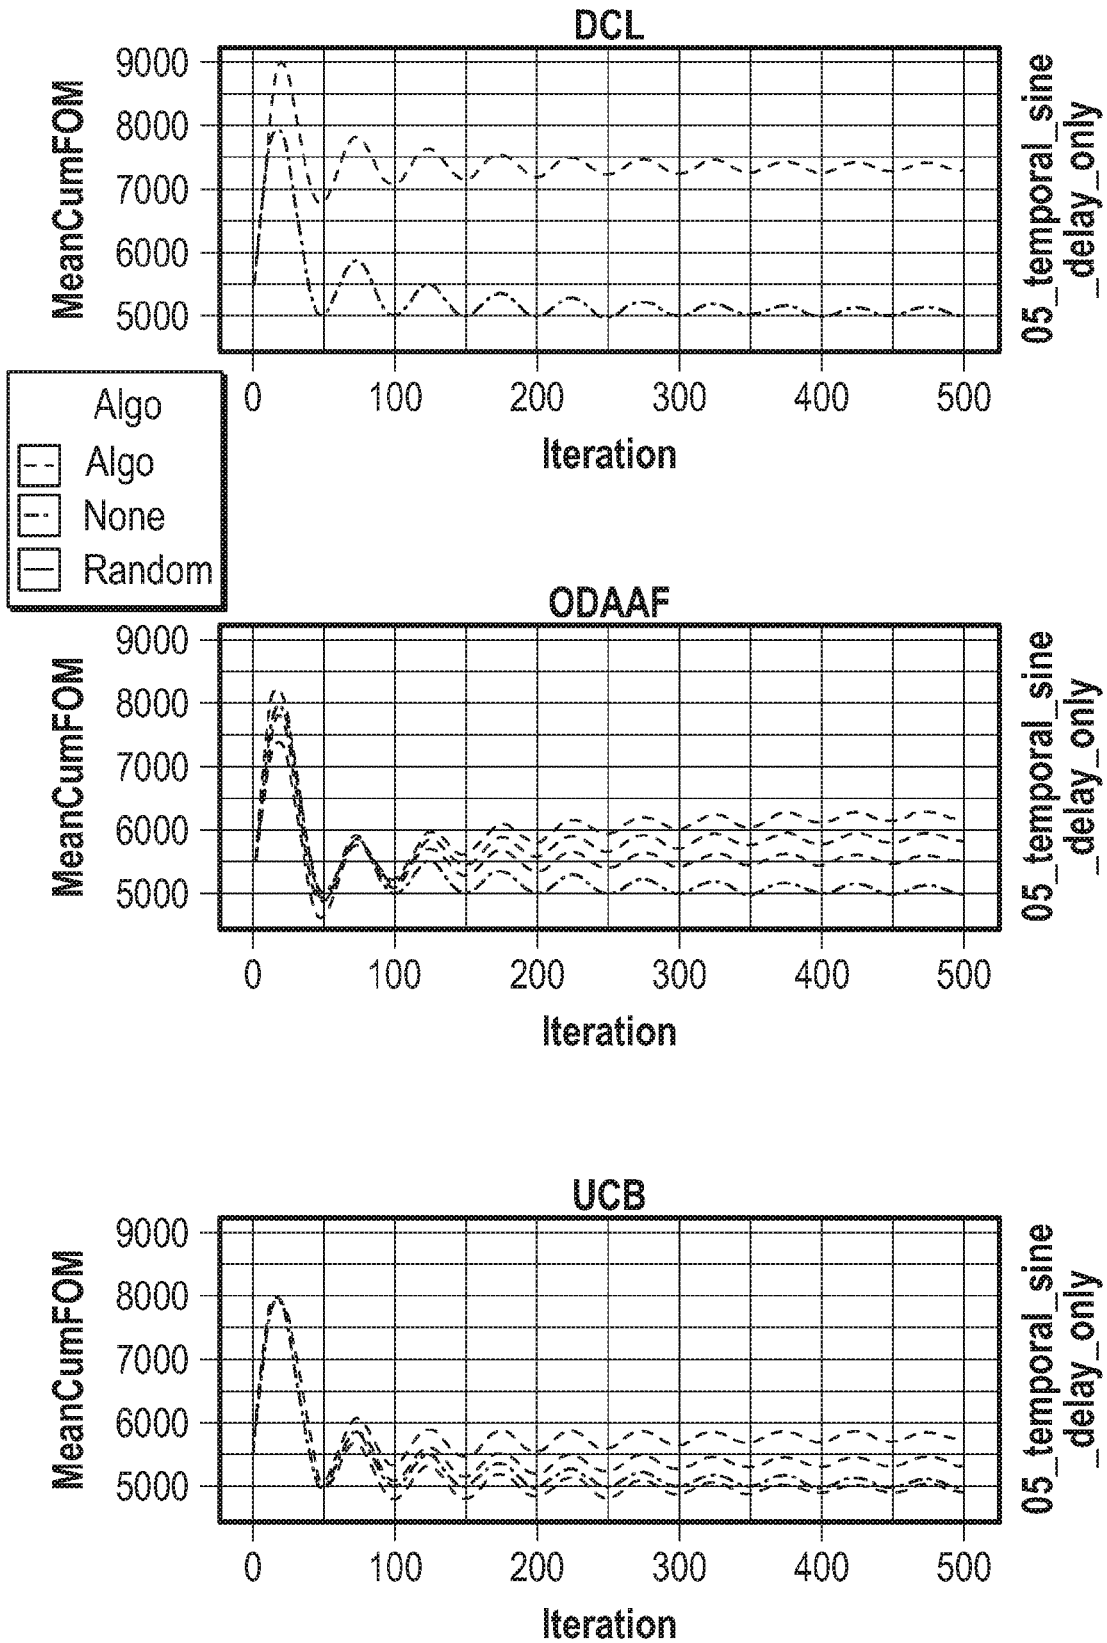 DCL
MeanCumFOM
9000
8000
7000
6000
5000
0 100 200 300 400 500
Iteration
05_temporal_sine
_delay_only
Algo
Algo
None
Random
ODAAF
MeanCumFOM
9000
8000
7000
6000
5000
0 100 200 300 400 500
Iteration
05_temporal_sine
_delay_only
UCB
MeanCumFOM
9000
8000
7000
6000
5000
0 100 200 300 400 500
Iteration
05_temporal_sine
_delay_only